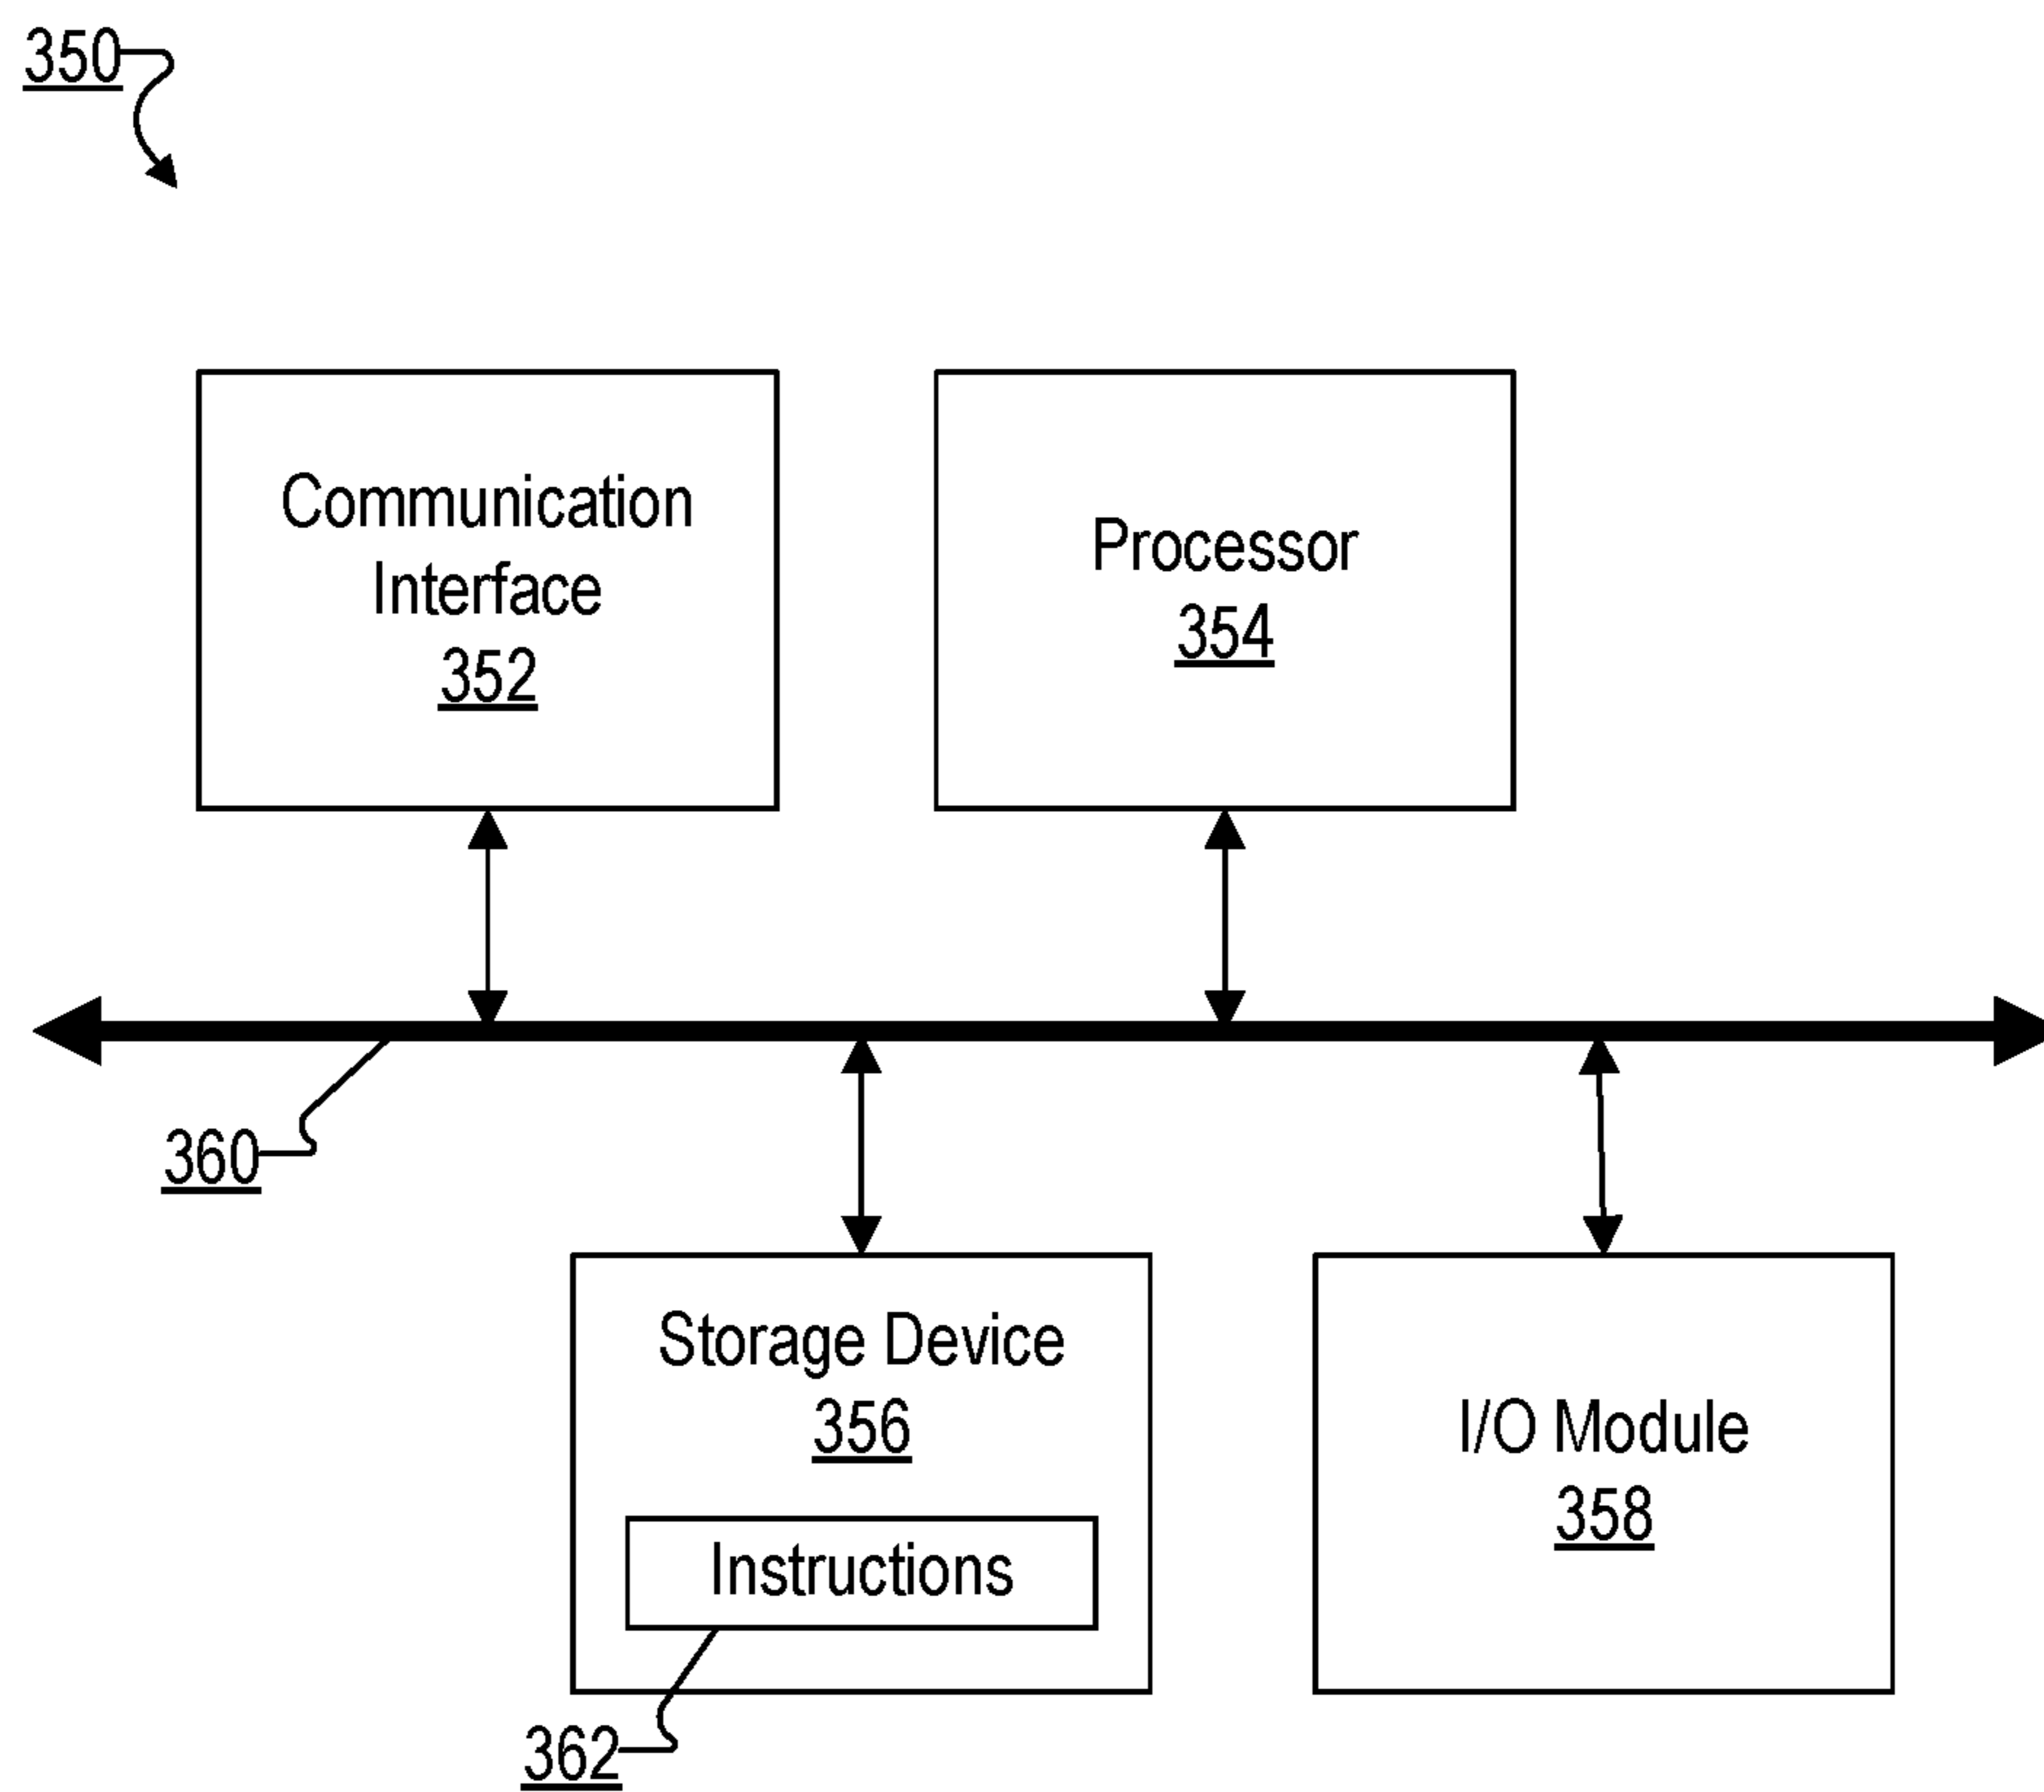 350
Communication
Interface
352
Processor
354
360
Storage Device
356
Instructions
362
I/O Module
358